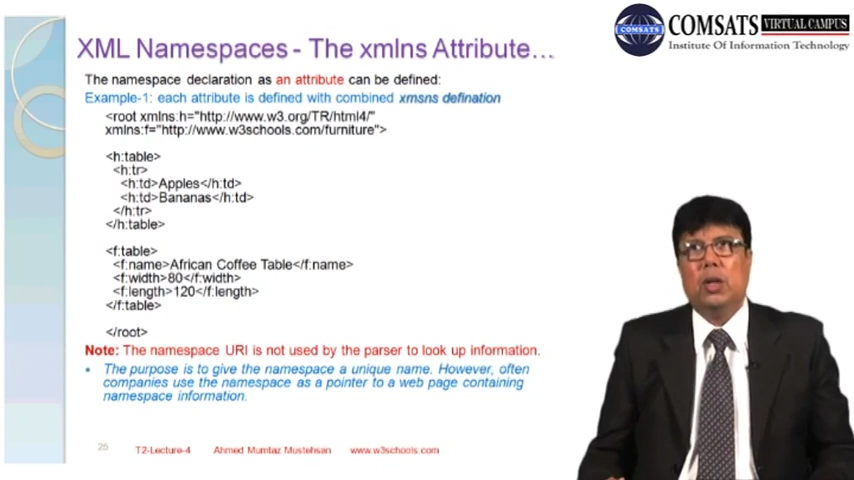 XML Namespaces - The xmlns Attribute…
COMSATS
VIRTUAL CAMPUS
Institute Of Information Technology
COMSATS
The namespace declaration as an attribute can be defined:
Example-1: each attribute is defined with combined xmsns defination
<root xmlns:h="http://www.w3.org/TR/html4/"
xmlns:f="http://www.w3schools.com/furniture">
<h:table>
<h:tr>
<h:td>Apples</h:td>
<h:td>Bananas</h:td>
</h:tr>
</h:table>
<f:table>
<f:name>African Coffee Table</f:name>
<f:width>80</f:width>
<f:length>120</f:length>
</f:table>
</root>
Note: The namespace URI is not used by the parser to look up information.
• The purpose is to give the namespace a unique name. However, often
companies use the namespace as a pointer to a web page containing
namespace information.
25
T2-Lecture-4 Ahmed Mumtaz Mustehsan www.w3schools.com